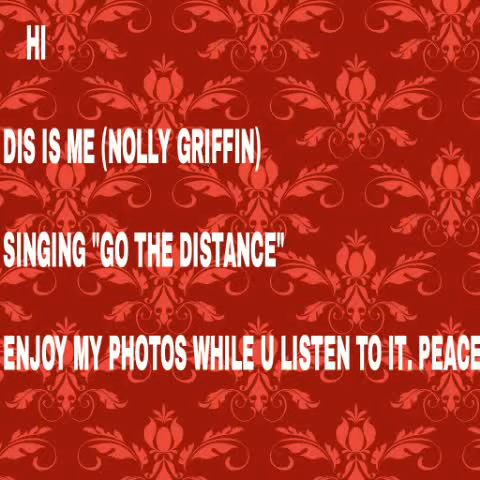 HI
DIS IS ME (NOLLY GRIFFIN)
SINGING "GO THE DISTANCE"
ENJOY MY PHOTOS WHILE U LISTEN TO IT. PEACE